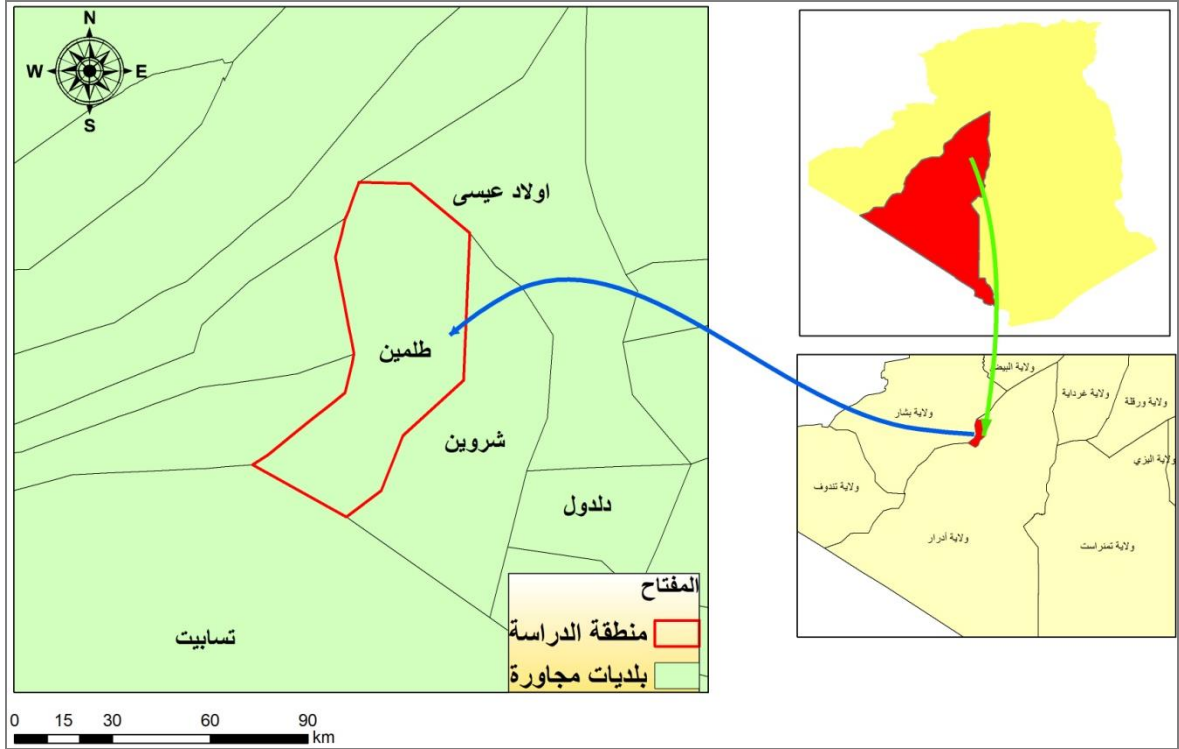 N
W
E
S
اولاد عيسى
طلمين
شروين
دلدول
تسابيت
المفتاح
منطقة الدراسة
بلديات مجاورة
0 15 30 60 90
km
ولاية البيض
ولاية غرداية
ولاية ورقلة
ولاية بشار
ولاية اليزي
ولاية تندوف
ولاية أدرار
ولاية تمنراست